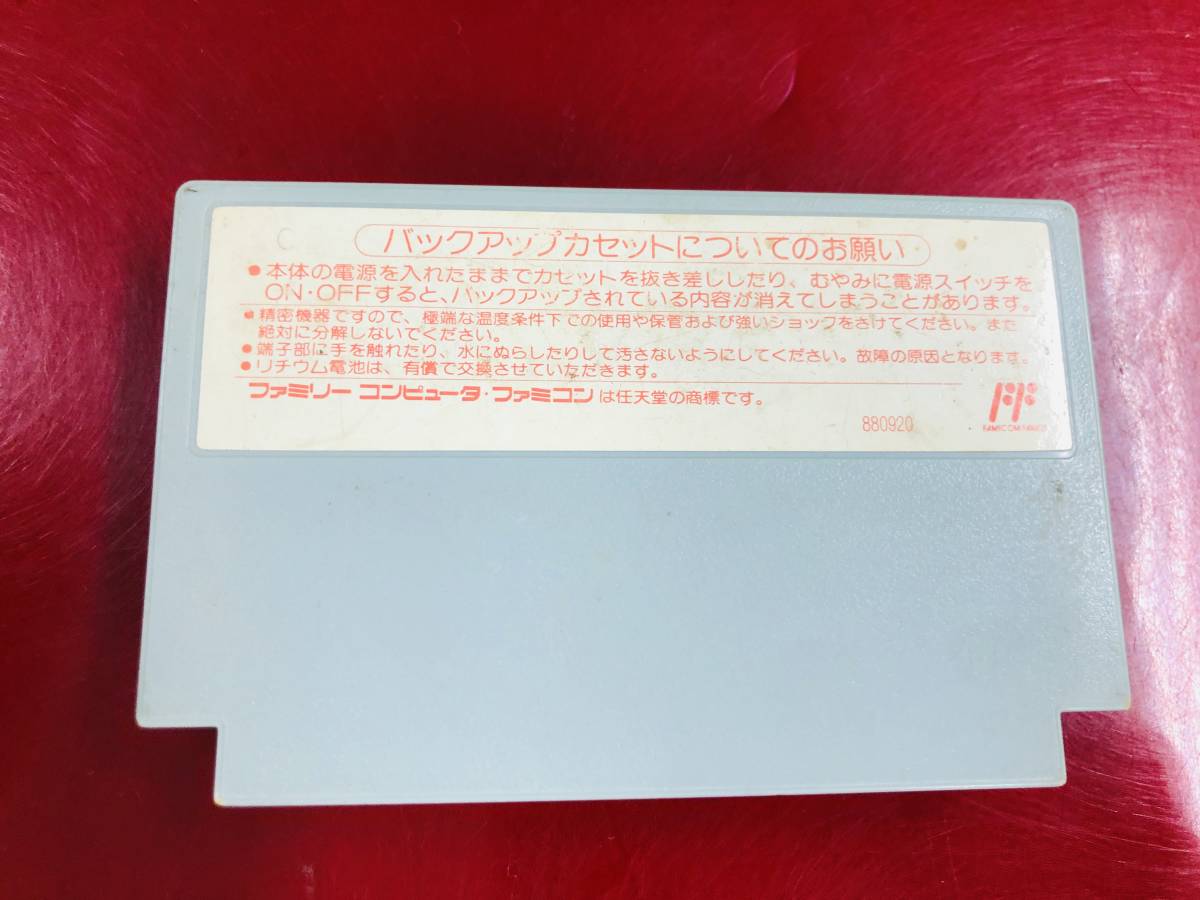 バックアップカセットについてのお願い
●本体の電源を入れたままでカセットを抜き差ししたり、むやみに電源スイッチを
ON・OFFすると、バックアップされている内容が消えてしまうことがあります。
●精密機器ですので、極端な温度条件下での使用や保管および強いショックをさけてください。また
絶対に分解しないでください。
●端子部に手を触れたり、水にぬらしたりして汚さないようにしてください。故障の原因となります。
●リチウム電池は、有償で交換させていただきます。
ファミリーコンピュータ・ファミコンは任天堂の商標です。
880920
FAMICOM FAMILY